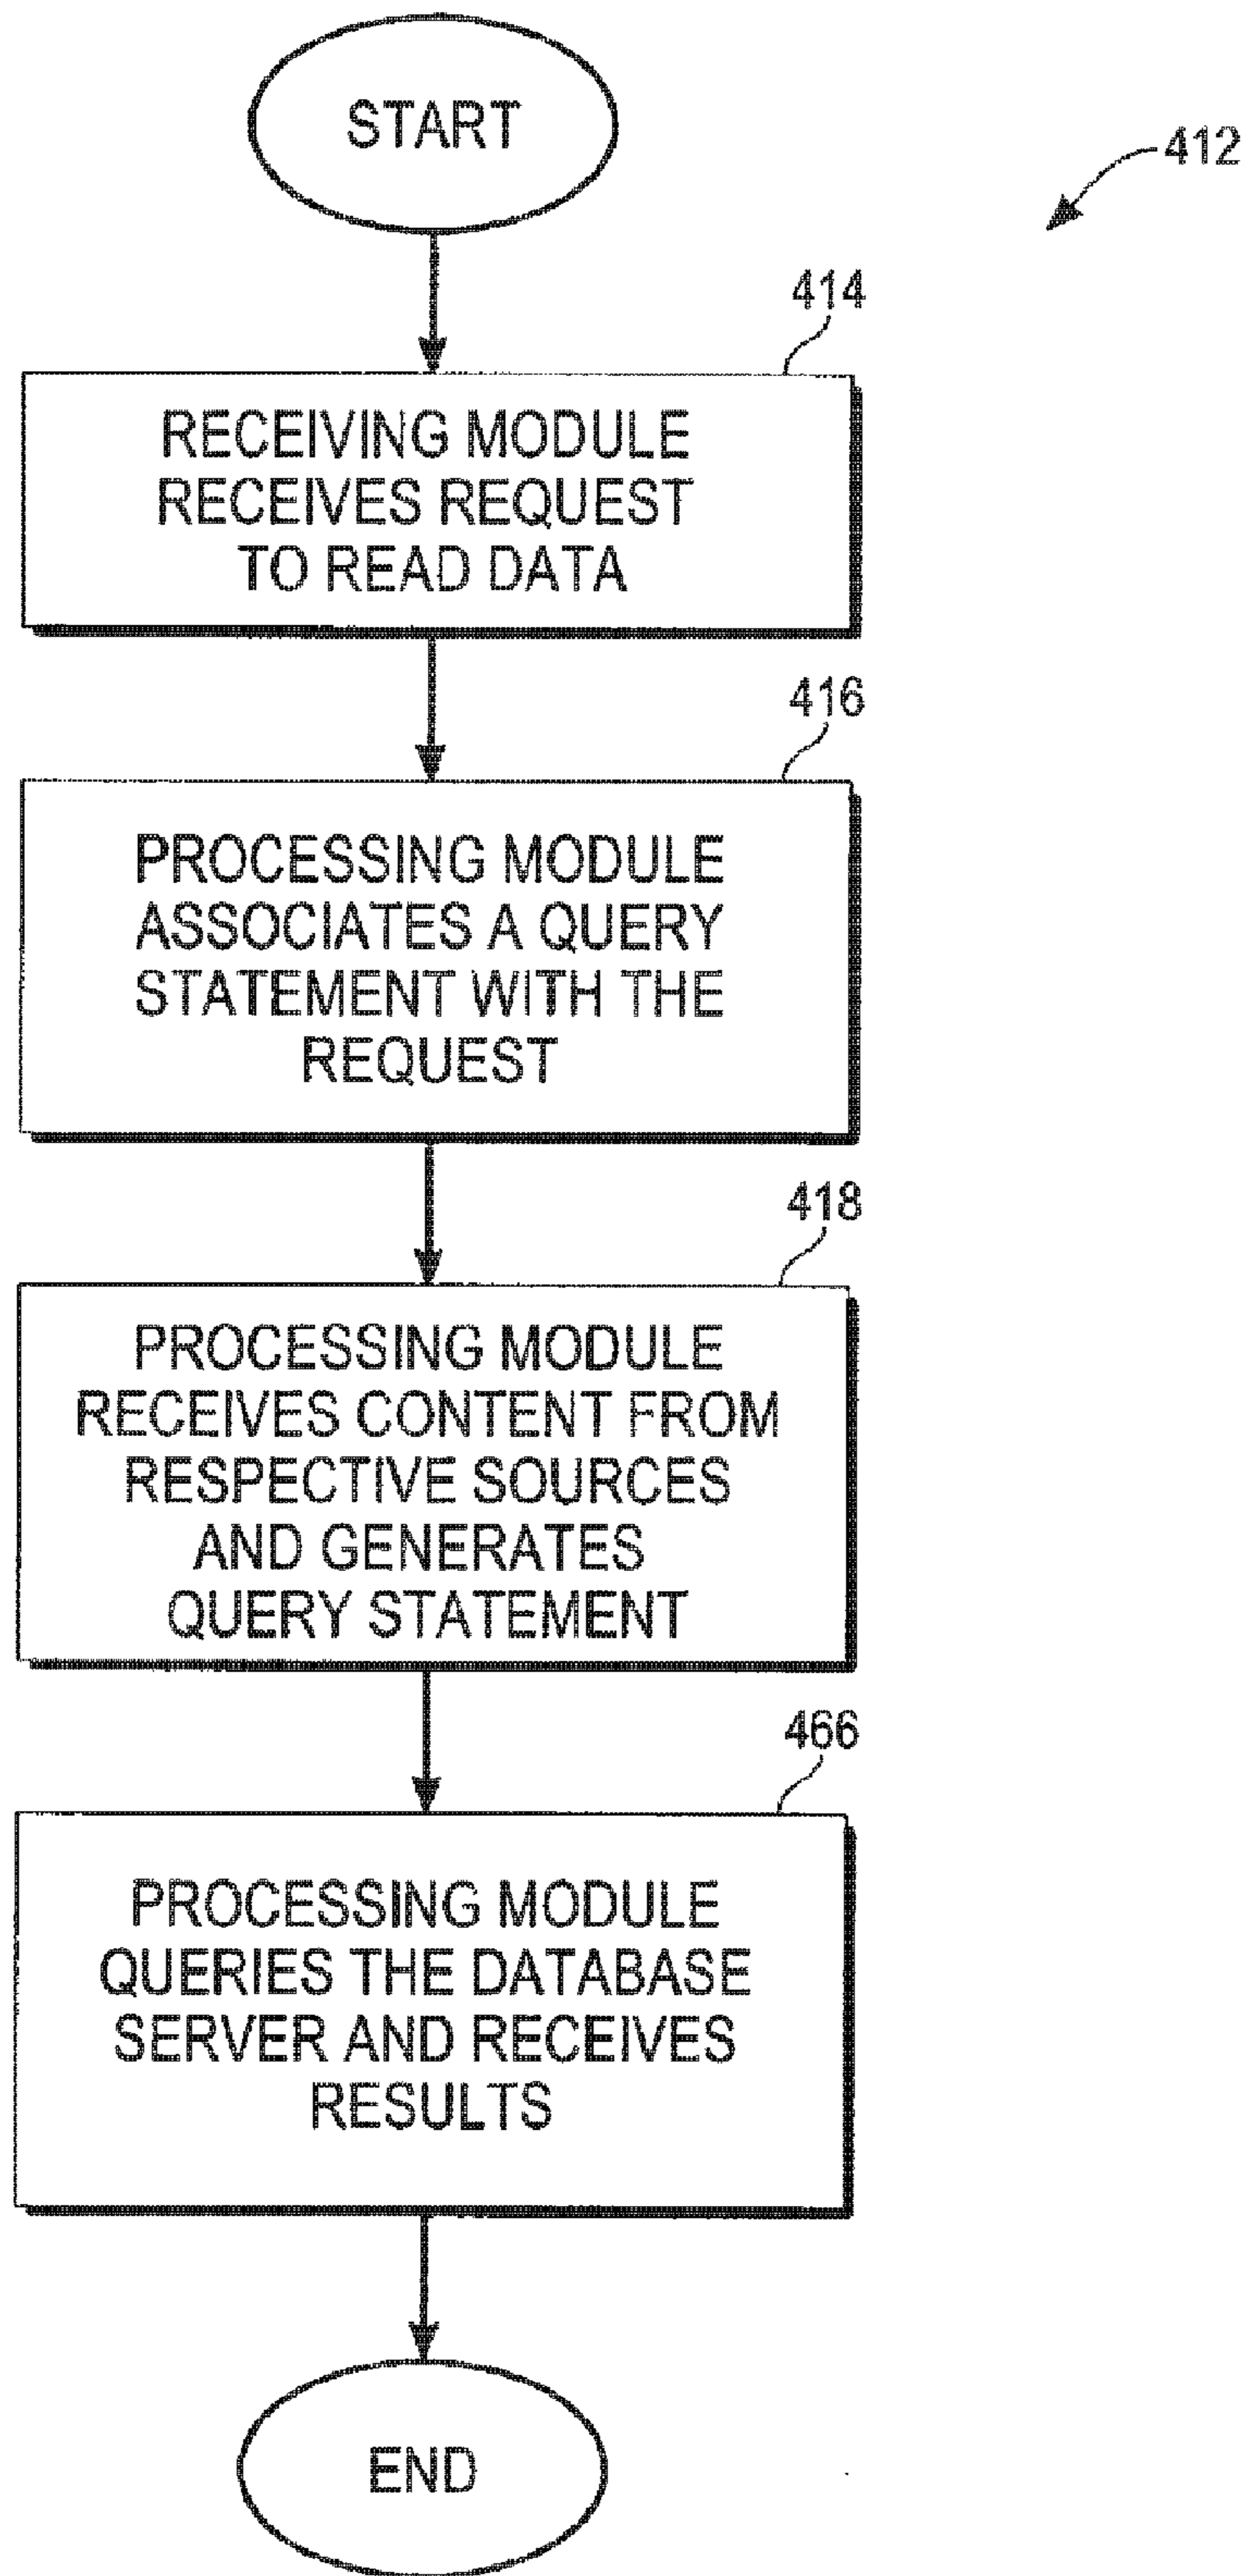 START
412
414
RECEIVING MODULE
RECEIVES REQUEST
TO READ DATA
416
PROCESSING MODULE
ASSOCIATES A QUERY
STATEMENT WITH THE
REQUEST
418
PROCESSING MODULE
RECEIVES CONTENT FROM
RESPECTIVE SOURCES
AND GENERATES
QUERY STATEMENT
466
PROCESSING MODULE
QUERIES THE DATABASE
SERVER AND RECEIVES
RESULTS
END